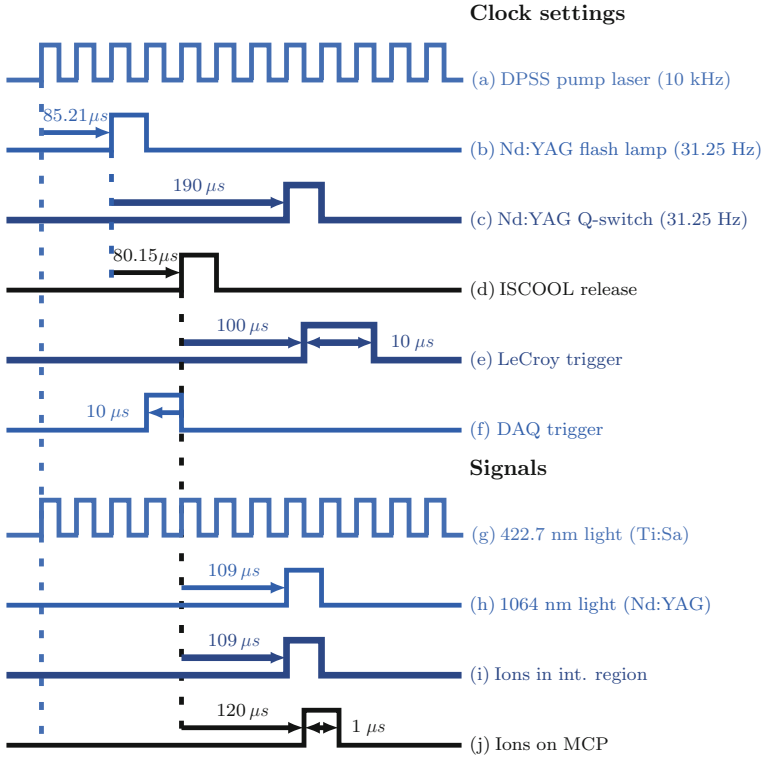 Clock settings
(a) DPSS pump laser (10 kHz)
85.21μs
(b) Nd:YAG flash lamp (31.25 Hz)
190 μs
(c) Nd:YAG Q-switch (31.25 Hz)
80.15μs
(d) ISCOOL release
100 μs
10 μs
(e) LeCroy trigger
10 μs
(f) DAQ trigger
Signals
(g) 422.7 nm light (Ti:Sa)
109 μs
(h) 1064 nm light (Nd:YAG)
109 μs
(i) Ions in int. region
120 μs
1 μs
(j) Ions on MCP